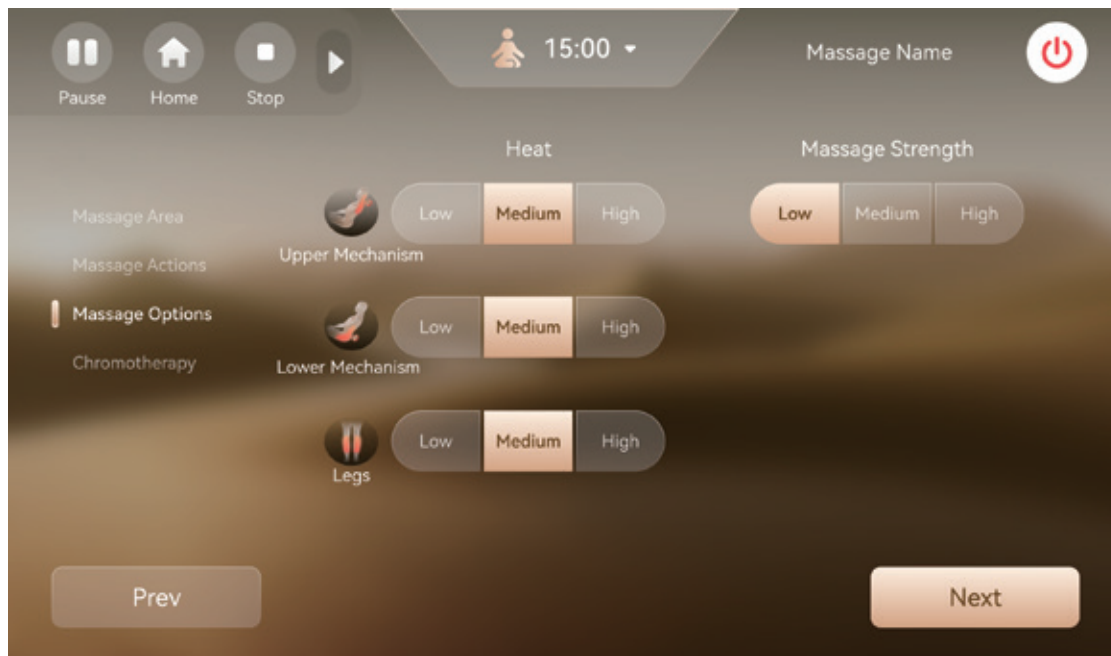 15:00
Massage Name
Pause
Home
Stop
Heat
Massage Strength
Massage Area
Massage Actions
Massage Options
Chromotherapy
Low Medium High
Upper Mechanism
Low Medium High
Low Medium High
Lower Mechanism
Low Medium High
Legs
Prev
Next